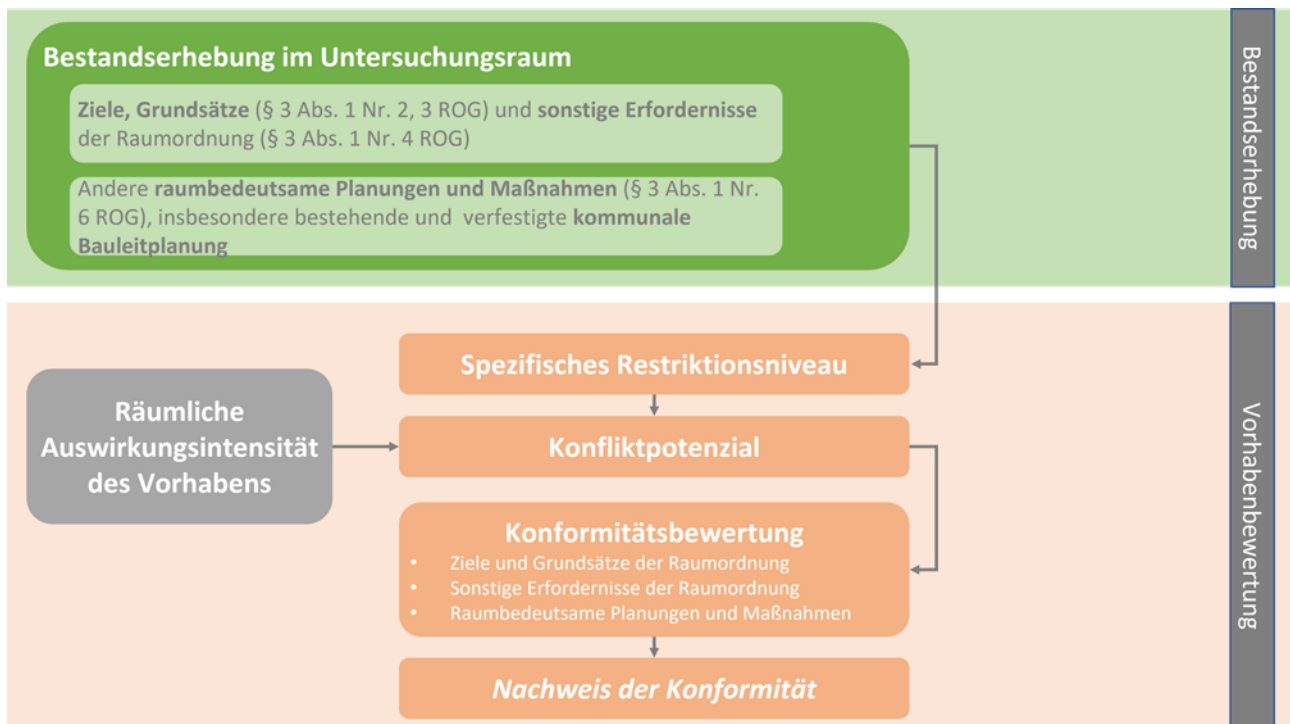 Bestandserhebung im Untersuchungsraum
Ziele, Grundsätze (§ 3 Abs. 1 Nr. 2, 3 ROG) und sonstige Erfordernisse
der Raumordnung (§ 3 Abs. 1 Nr. 4 ROG)
Andere raumbedeutsame Planungen und Maßnahmen (§ 3 Abs. 1 Nr.
6 ROG), insbesondere bestehende und verfestigte kommunale
Bauleitplanung
Bestandserhebung
Spezifisches Restriktionsniveau
Räumliche
Auswirkungsintensität
des Vorhabens
Konfliktpotenzial
Konformitätsbewertung
• Ziele und Grundsätze der Raumordnung
• Sonstige Erfordernisse der Raumordnung
• Raumbedeutsame Planungen und Maßnahmen
Nachweis der Konformität
Vorhabenbewertung